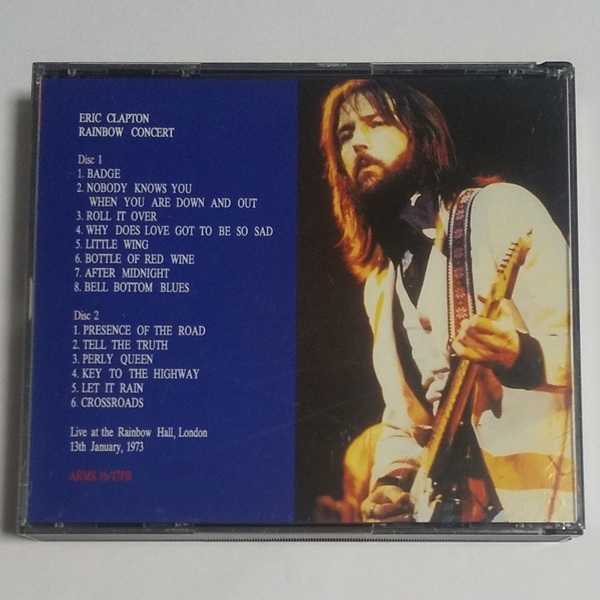 ERIC CLAPTON
RAINBOW CONCERT
Disc 1
1. BADGE
2. NOBODY KNOWS YOU
WHEN YOU ARE DOWN AND OUT
3. ROLL IT OVER
4. WHY DOES LOVE GOT TO BE SO SAD
5. LITTLE WING
6. BOTTLE OF RED WINE
7. AFTER MIDNIGHT
8. BELL BOTTOM BLUES
Disc 2
1. PRESENCE OF THE ROAD
2. TELL THE TRUTH
3. PERLY QUEEN
4. KEY TO THE HIGHWAY
5. LET IT RAIN
6. CROSSROADS
Live at the Rainbow Hall, London
13th January, 1973
ARMS 16/17PR